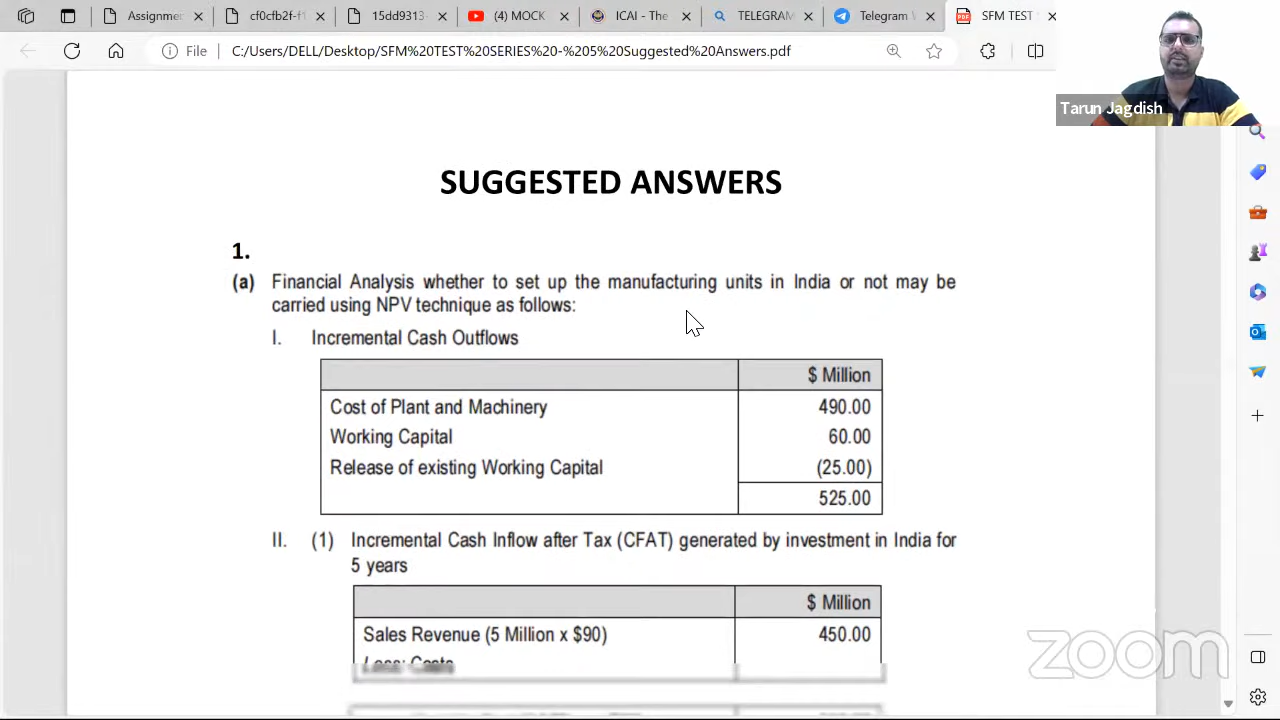 Assignme
cf0cfb2f-f
15dd9313-
(4) MOCK
ICAI - The
TELEGRAM
Telegram
SFM TEST
File
C:/Users/DELL/Desktop/SFM%20TEST%20SERIES%20-%205%20Suggested%20Answers.pdf
Tarun Jagdish
SUGGESTED ANSWERS
1.
(a) Financial Analysis whether to set up the manufacturing units in India or not may be
carried using NPV technique as follows:
I. Incremental Cash Outflows
$ Million
Cost of Plant and Machinery 490.00
Working Capital 60.00
Release of existing Working Capital (25.00)
525.00
II. (1) Incremental Cash Inflow after Tax (CFAT) generated by investment in India for
5 years
$ Million
Sales Revenue (5 Million x $90) 450.00
Less: Costs
zoom